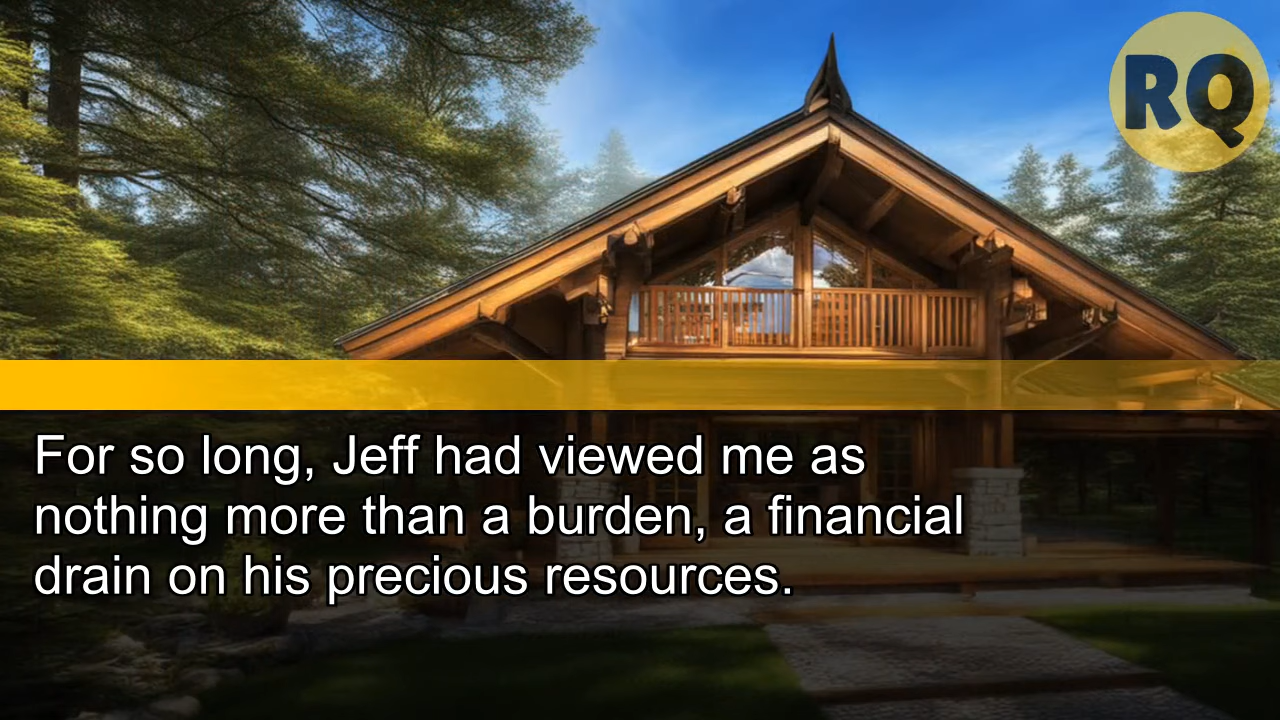 RQ
For so long, Jeff had viewed me as
nothing more than a burden, a financial
drain on his precious resources.